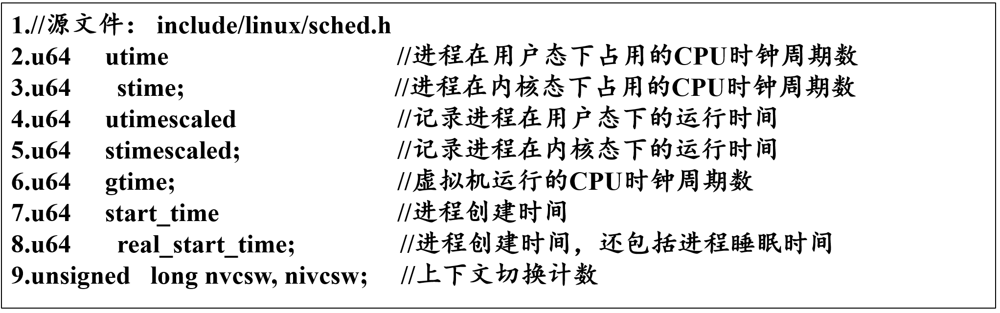 1.//源文件： include/linux/sched.h
2.u64 utime //进程在用户态下占用的CPU时钟周期数
3.u64 stime; //进程在内核态下占用的CPU时钟周期数
4.u64 utimescaled //记录进程在用户态下的运行时间
5.u64 stimescaled; //记录进程在内核态下的运行时间
6.u64 gtime; //虚拟机运行的CPU时钟周期数
7.u64 start_time //进程创建时间
8.u64 real_start_time; //进程创建时间，还包括进程睡眠时间
9.unsigned long nvcsw, nivcsw; //上下文切换计数